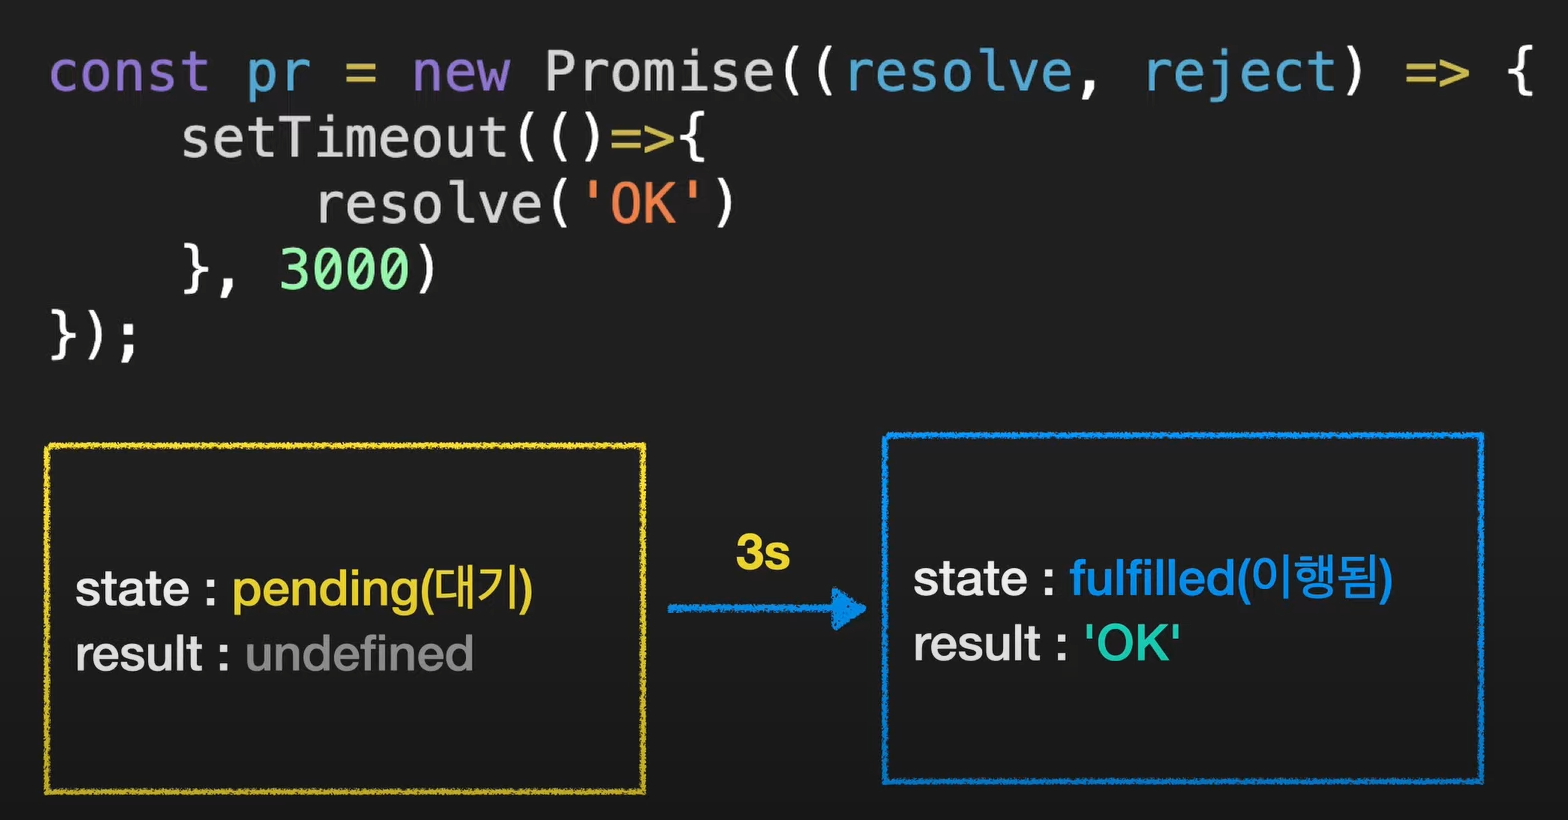 const pr = new Promise((resolve, reject) => {
    setTimeout(()=>{
        resolve('OK')
    }, 3000)
});
state : pending(대기)
result : undefined
3s
state : fulfilled(이행됨)
result : 'OK'